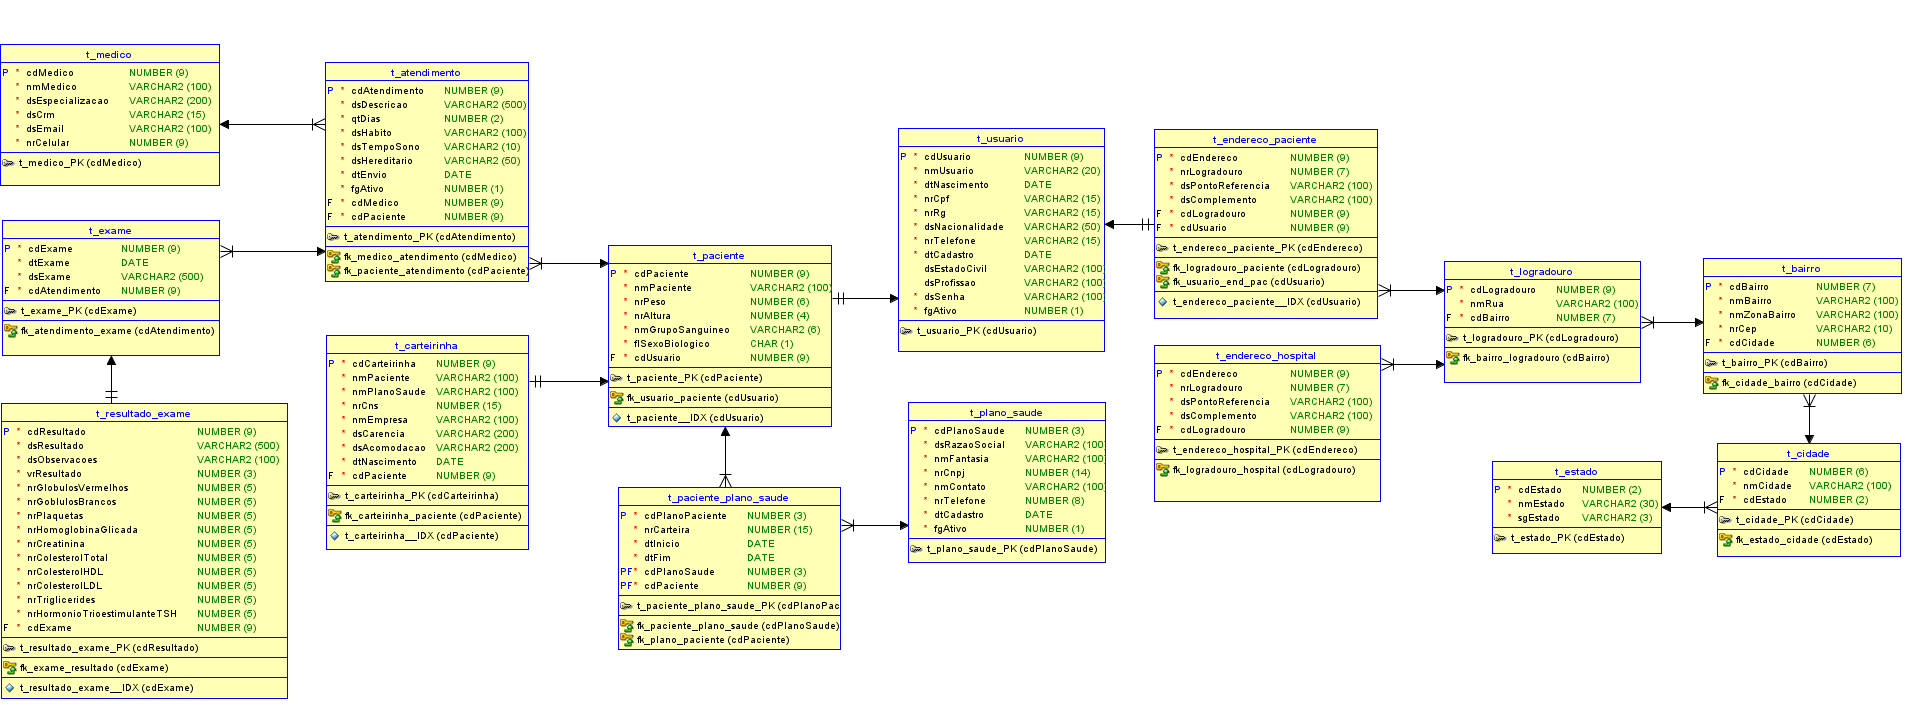 t_medico
P * cdMedico NUMBER (9)
* nmMedico VARCHAR2 (100)
* dsEspecializacao VARCHAR2 (200)
* dsCrm VARCHAR2 (15)
* dsEmail VARCHAR2 (100)
* nrCelular NUMBER (9)
t_medico_PK (cdMedico)
t_atendimento
P * cdAtendimento NUMBER (9)
* dsDescricao VARCHAR2 (500)
* qtDias NUMBER (2)
* dsHabito VARCHAR2 (100)
* dsTempoSono VARCHAR2 (10)
* dsHereditario VARCHAR2 (50)
* dtEnvio DATE
* fgAtivo NUMBER (1)
F * cdMedico NUMBER (9)
F * cdPaciente NUMBER (9)
t_atendimento_PK (cdAtendimento)
fk_medico_atendimento (cdMedico)
fk_paciente_atendimento (cdPaciente)
t_exame
P * cdExame NUMBER (9)
* dtExame DATE
* dsExame VARCHAR2 (500)
F * cdAtendimento NUMBER (9)
t_exame_PK (cdExame)
fk_atendimento_exame (cdAtendimento)
t_carteirinha
P * cdCarteirinha NUMBER (9)
* nmPaciente VARCHAR2 (100)
* nmPlanoSaude VARCHAR2 (100)
* nrCns NUMBER (15)
* nmEmpresa VARCHAR2 (100)
* dsCarencia VARCHAR2 (200)
* dsAcomodacao VARCHAR2 (200)
* dtNascimento DATE
F * cdPaciente NUMBER (9)
t_carteirinha_PK (cdCarteirinha)
fk_carteirinha_paciente (cdPaciente)
t_carteirinha__IDX (cdPaciente)
t_resultado_exame
P * cdResultado NUMBER (9)
* dsResultado VARCHAR2 (500)
* dsObservacoes VARCHAR2 (100)
* vrResultado NUMBER (3)
* nrGlobulosVermelhos NUMBER (5)
* nrGoblulosBrancos NUMBER (5)
* nrPlaquetas NUMBER (5)
* nrHomoglobinaGlicada NUMBER (5)
* nrCreatinina NUMBER (5)
* nrColesterolTotal NUMBER (5)
* nrColesterolHDL NUMBER (5)
* nrColesterolLDL NUMBER (5)
* nrTriglicerides NUMBER (5)
* nrHormonioTrioestimulanteTSH NUMBER (5)
F * cdExame NUMBER (9)
t_resultado_exame_PK (cdResultado)
fk_exame_resultado (cdExame)
t_resultado_exame__IDX (cdExame)
t_paciente
P * cdPaciente NUMBER (9)
* nmPaciente VARCHAR2 (100)
* nrPeso NUMBER (6)
* nrAltura NUMBER (4)
* nmGrupoSanguineo VARCHAR2 (6)
* flSexoBiologico CHAR (1)
F * cdUsuario NUMBER (9)
t_paciente_PK (cdPaciente)
fk_usuario_paciente (cdUsuario)
t_paciente__IDX (cdUsuario)
t_paciente_plano_saude
P * cdPlanoPaciente NUMBER (3)
* nrCarteira NUMBER (15)
* dtInicio DATE
* dtFim DATE
PF* cdPlanoSaude NUMBER (3)
PF* cdPaciente NUMBER (9)
t_paciente_plano_saude_PK (cdPlanoPac
fk_paciente_plano_saude (cdPlanoSaude)
fk_plano_paciente (cdPaciente)
t_usuario
P * cdUsuario NUMBER (9)
* nmUsuario VARCHAR2 (20)
* dtNascimento DATE
* nrCpf VARCHAR2 (15)
* nrRg VARCHAR2 (15)
* dsNacionalidade VARCHAR2 (50)
* nrTelefone VARCHAR2 (15)
* dtCadastro DATE
dsEstadoCivil VARCHAR2 (100)
dsProfissao VARCHAR2 (100)
* dsSenha VARCHAR2 (100)
* fgAtivo NUMBER (1)
t_usuario_PK (cdUsuario)
t_plano_saude
P * cdPlanoSaude NUMBER (3)
* dsRazaoSocial VARCHAR2 (100)
* nmFantasia VARCHAR2 (100)
* nrCnpj NUMBER (14)
* nmContato VARCHAR2 (100)
* nrTelefone NUMBER (8)
* dtCadastro DATE
* fgAtivo NUMBER (1)
t_plano_saude_PK (cdPlanoSaude)
t_endereco_paciente
P * cdEndereco NUMBER (9)
* nrLogradouro NUMBER (7)
* dsPontoReferencia VARCHAR2 (100)
* dsComplemento VARCHAR2 (100)
F * cdLogradouro NUMBER (9)
F * cdUsuario NUMBER (9)
t_endereco_paciente_PK (cdEndereco)
fk_logradouro_paciente (cdLogradouro)
fk_usuario_end_pac (cdUsuario)
t_endereco_paciente__IDX (cdUsuario)
t_endereco_hospital
P * cdEndereco NUMBER (9)
* nrLogradouro NUMBER (7)
* dsPontoReferencia VARCHAR2 (100)
* dsComplemento VARCHAR2 (100)
F * cdLogradouro NUMBER (9)
t_endereco_hospital_PK (cdEndereco)
fk_logradouro_hospital (cdLogradouro)
t_logradouro
P * cdLogradouro NUMBER (9)
* nmRua VARCHAR2 (100)
F * cdBairro NUMBER (7)
t_logradouro_PK (cdLogradouro)
fk_bairro_logradouro (cdBairro)
t_bairro
P * cdBairro NUMBER (7)
* nmBairro VARCHAR2 (100)
* nmZonaBairro VARCHAR2 (100)
* nrCep VARCHAR2 (10)
F * cdCidade NUMBER (6)
t_bairro_PK (cdBairro)
fk_cidade_bairro (cdCidade)
t_estado
P * cdEstado NUMBER (2)
* nmEstado VARCHAR2 (30)
* sgEstado VARCHAR2 (3)
t_estado_PK (cdEstado)
t_cidade
P * cdCidade NUMBER (6)
* nmCidade VARCHAR2 (100)
F * cdEstado NUMBER (2)
t_cidade_PK (cdCidade)
fk_estado_cidade (cdEstado)